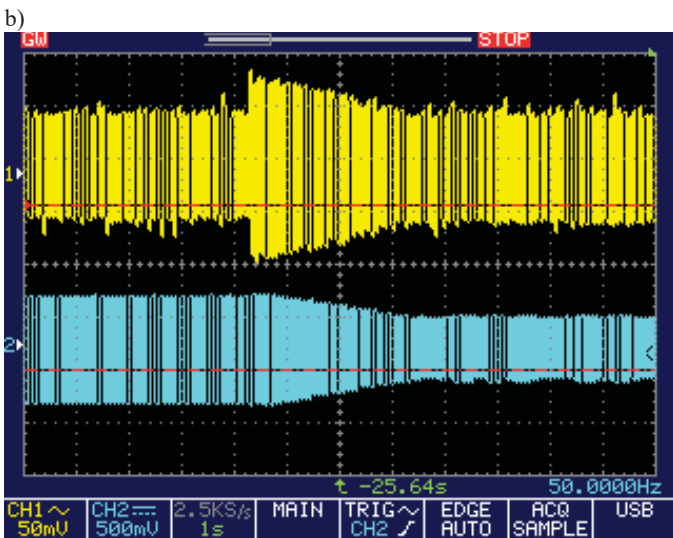 b)
GW STOP
1
2
t -25.64s 50.0000Hz
CH1 ∿ CH2 ⎓ 2.5KS/s MAIN TRIG ∿ EDGE ACQ USB
50mV 500mV 1s CH2 AUTO SAMPLE